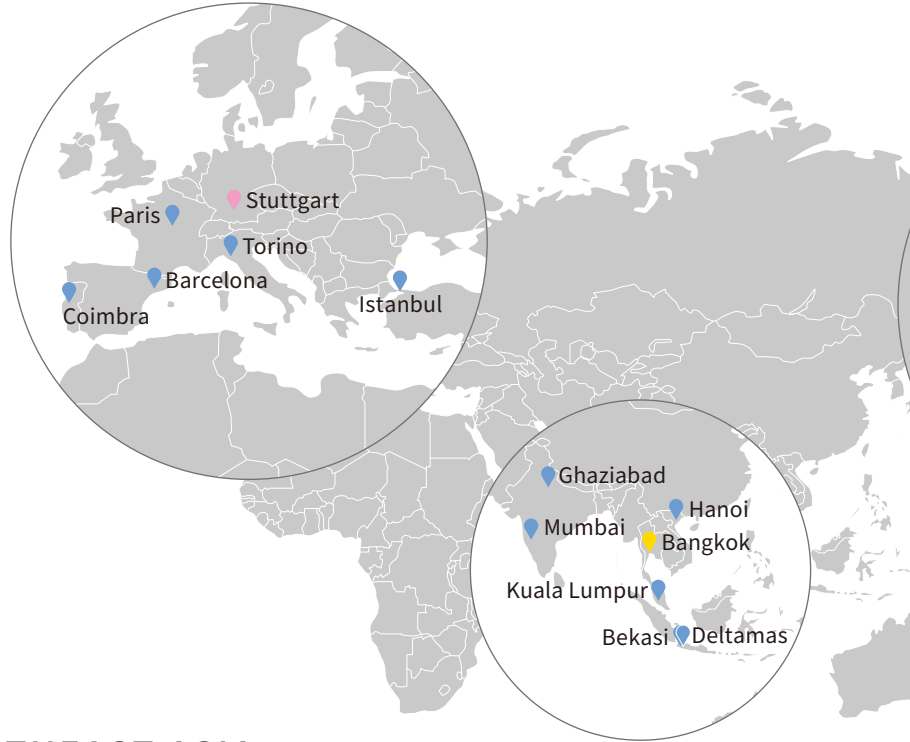 Stuttgart
Paris
Torino
Barcelona
Istanbul
Coimbra
Ghaziabad
Hanoi
Mumbai
Bangkok
Kuala Lumpur
Bekasi Deltamas